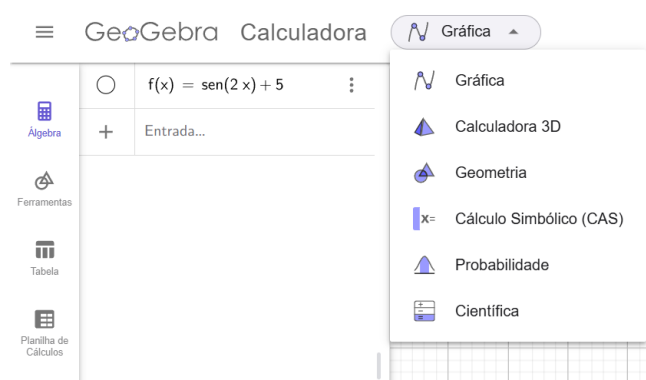 GeoGebra Calculadora
Gráfica
f(x) = sen(2 x) + 5
Entrada...
Álgebra
Ferramentas
Tabela
Planilha de
Cálculos
Gráfica
Calculadora 3D
Geometria
x=
Cálculo Simbólico (CAS)
Probabilidade
Científica